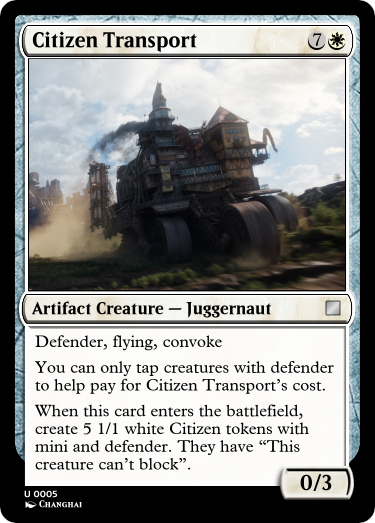 Citizen Transport 7
Artifact Creature — Juggernaut
Defender, flying, convoke
You can only tap creatures with defender
to help pay for Citizen Transport's cost.
When this card enters the battlefield,
create 5 1/1 white Citizen tokens with
mini and defender. They have “This
creature can't block”.
0/3
U 0005
Changhai